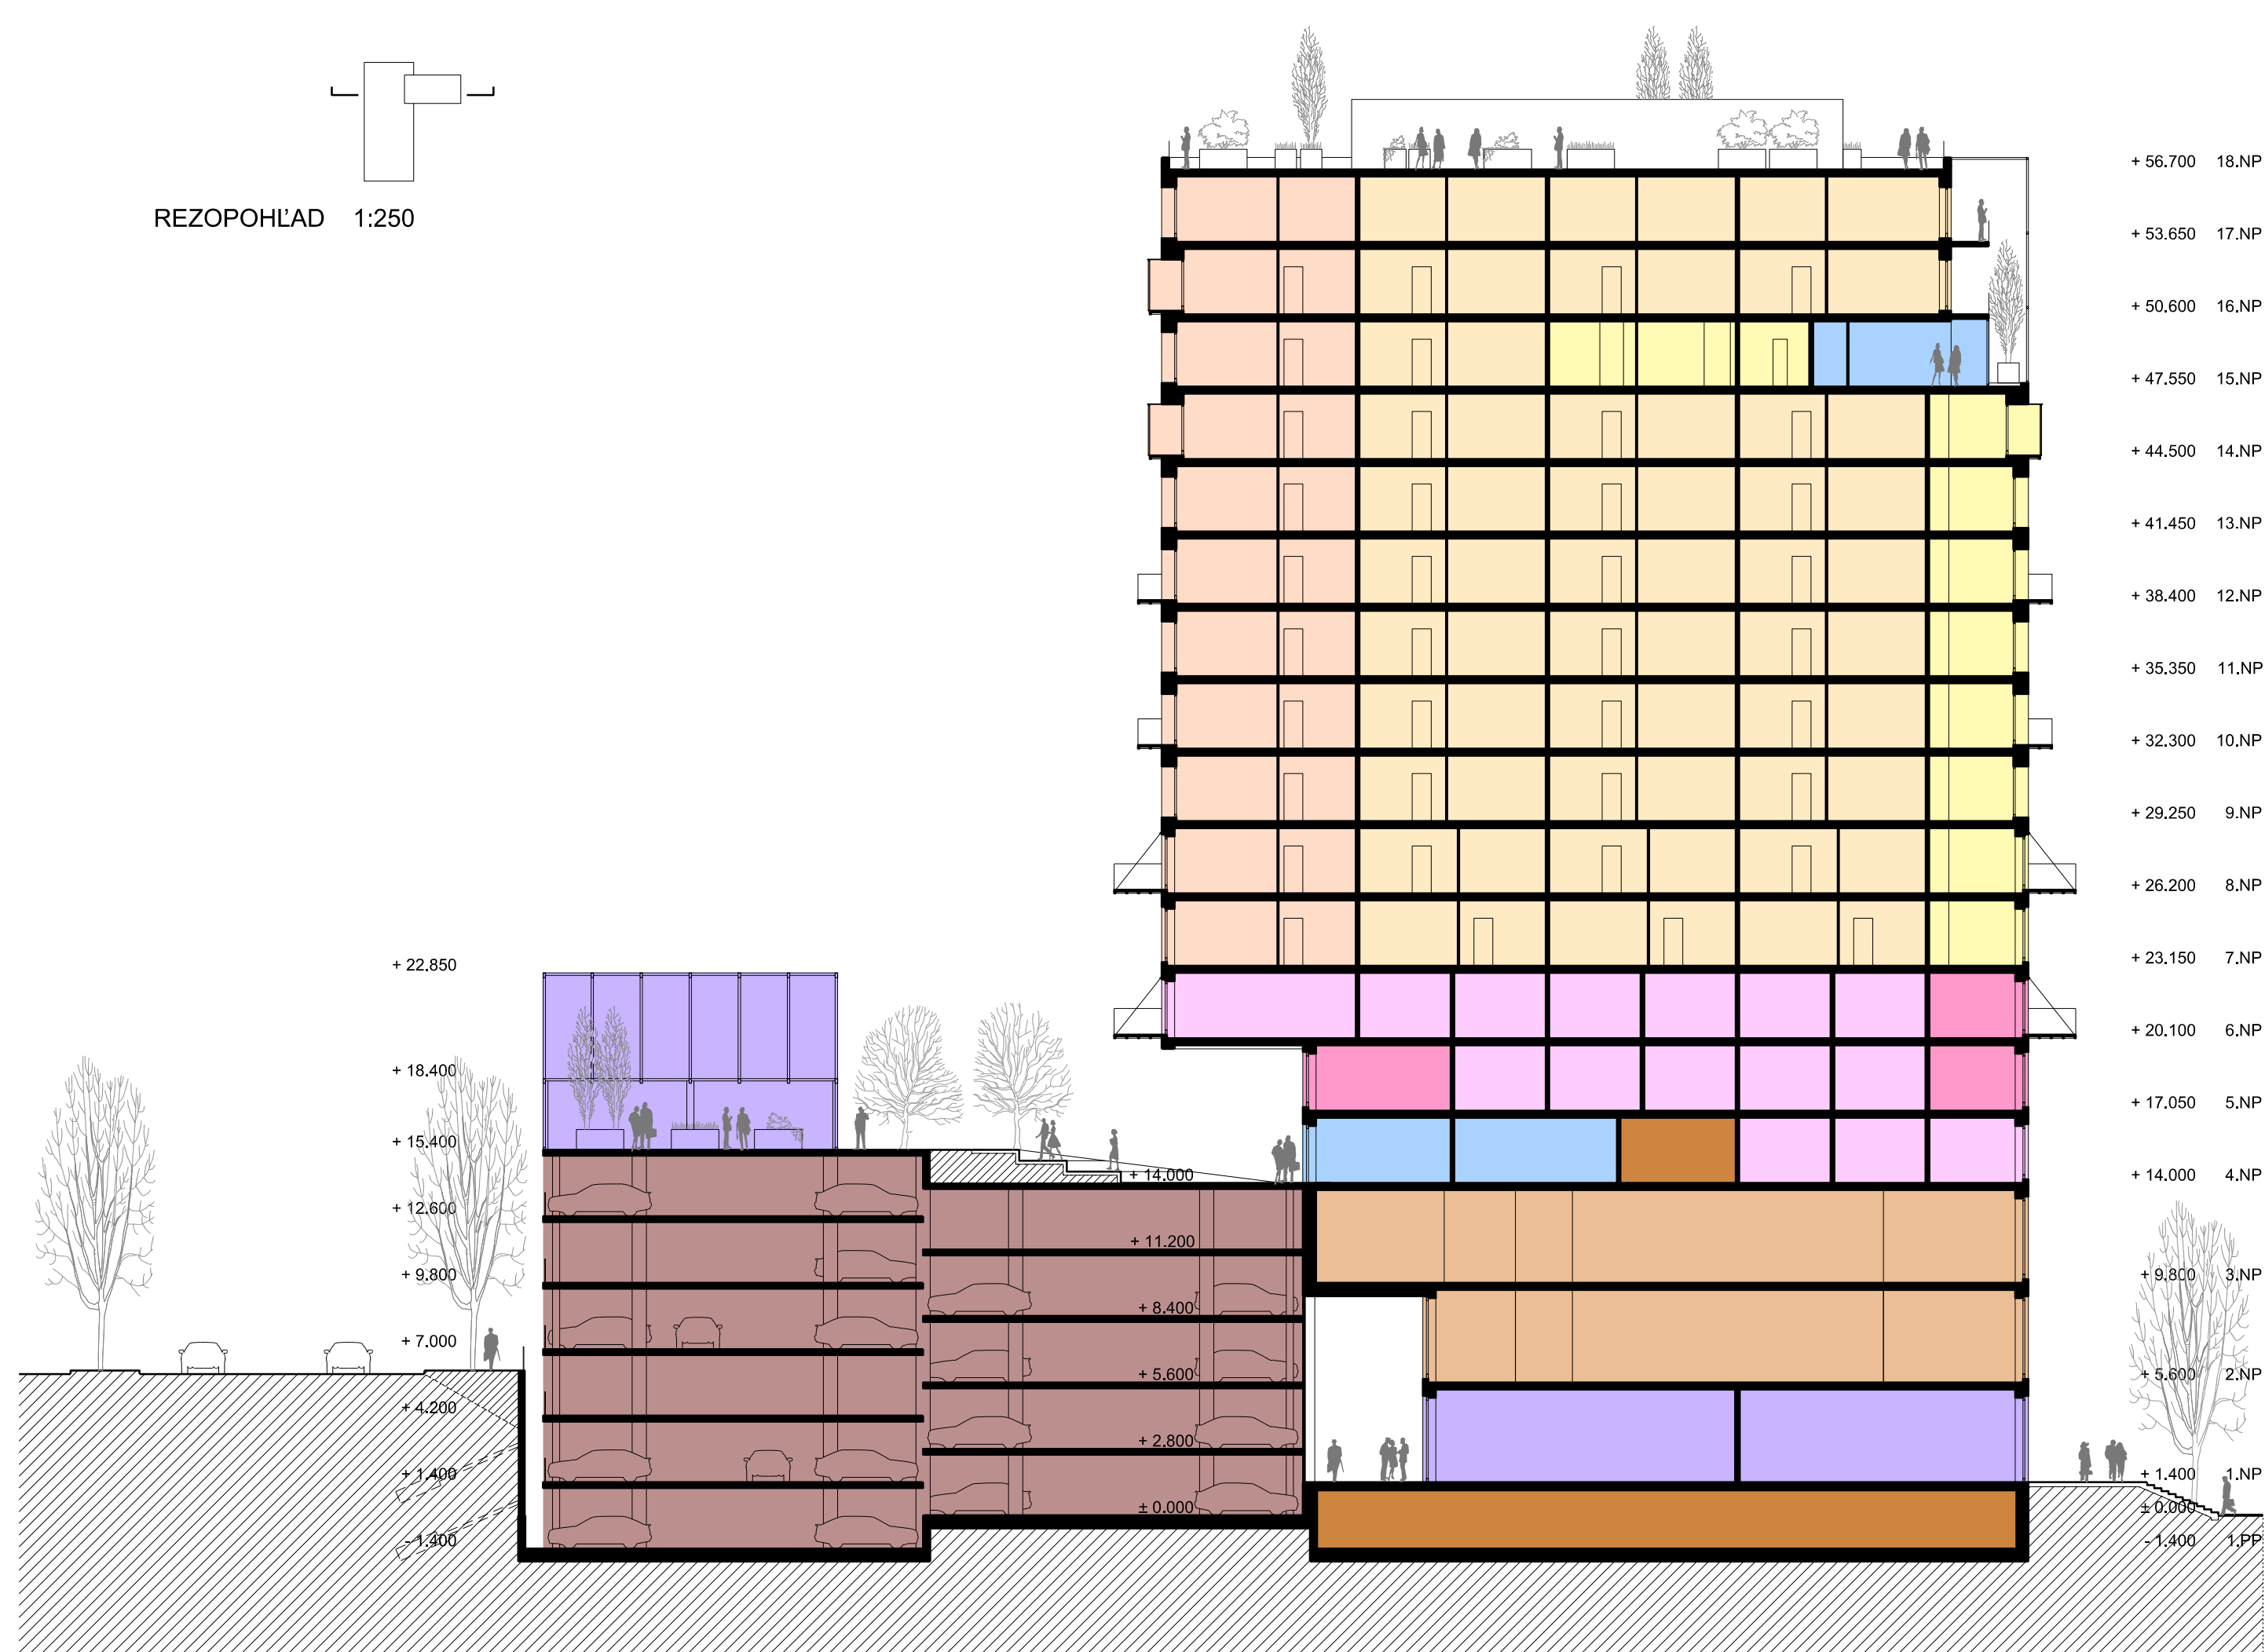 REZOPOHĽAD 1:250
+ 56.700 18.NP
+ 53.650 17.NP
+ 50.600 16.NP
+ 47.550 15.NP
+ 44.500 14.NP
+ 41.450 13.NP
+ 38.400 12.NP
+ 35.350 11.NP
+ 32.300 10.NP
+ 29.250 9.NP
+ 26.200 8.NP
+ 23.150 7.NP
+ 20.100 6.NP
+ 17.050 5.NP
+ 14.000 4.NP
+ 9.800 3.NP
+ 5.600 2.NP
+ 1.400 1.NP
± 0.000
- 1.400 1.PP
+ 22.850
+ 18.400
+ 15.400
+ 12.600
+ 9.800
+ 7.000
+ 4.200
+ 1.400
- 1.400
+ 14.000
+ 11.200
+ 8.400
+ 5.600
+ 2.800
± 0.000